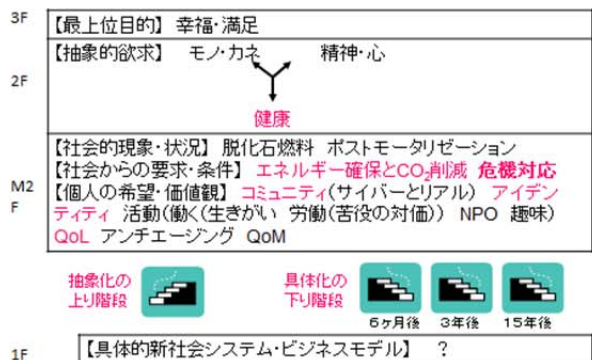 3F
【最上位目的】 幸福・満足
2F
【抽象的欲求】 モノ・カネ 精神・心
健康
M2
F
【社会的現象・状況】 脱化石燃料 ポストモータリゼーション
【社会からの要求・条件】 エネルギー確保とCO₂削減 危機対応
【個人の希望・価値観】 コミュニティ(サイバーとリアル) アイデン
ティティ 活動(働く(生きがい 労働(苦役の対価)) NPO 趣味)
QoL アンチエージング QoM
抽象化の
上り階段
具体化の
下り階段
6ヶ月後 3年後 15年後
1F
【具体的新社会システム・ビジネスモデル】 ?